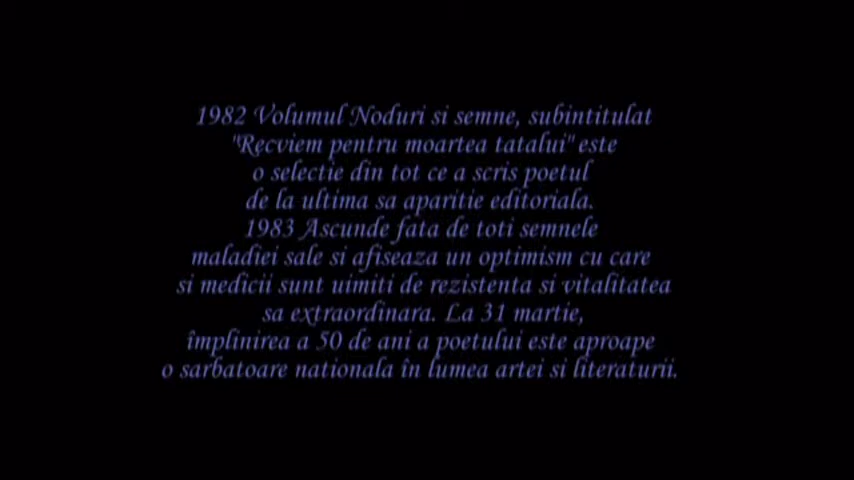 1982 Volumul Noduri si semne, subintitulat
"Recviem pentru moartea tatalui" este
o selectie din tot ce a scris poetul
de la ultima sa aparitie editoriala.
1983 Ascunde fata de toti semnele
maladiei sale si afiseaza un optimism cu care
si medicii sunt uimiti de rezistenta si vitalitatea
sa extraordinara. La 31 martie,
împlinirea a 50 de ani a poetului este aproape
o sarbatoare nationala în lumea artei si literaturii.